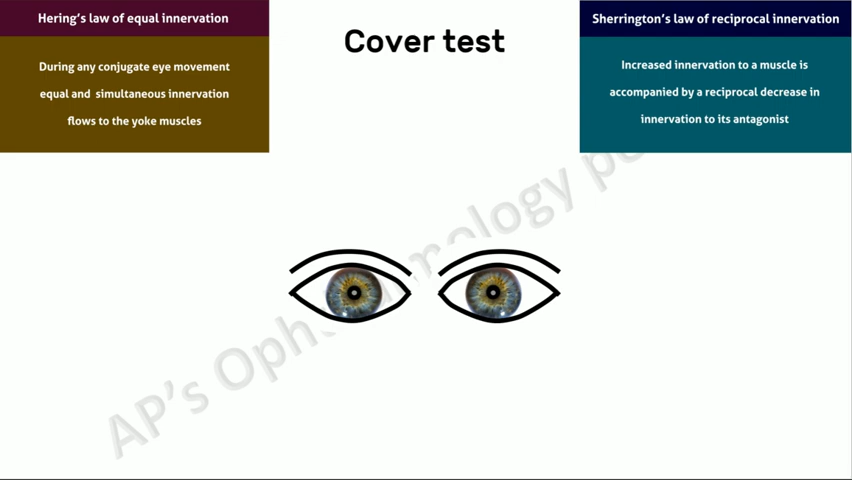 Hering's law of equal innervation
During any conjugate eye movement
equal and  simultaneous innervation
flows to the yoke muscles
Cover test
Sherrington's law of reciprocal innervation
Increased innervation to a muscle is
accompanied by a reciprocal decrease in
innervation to its antagonist
AP's